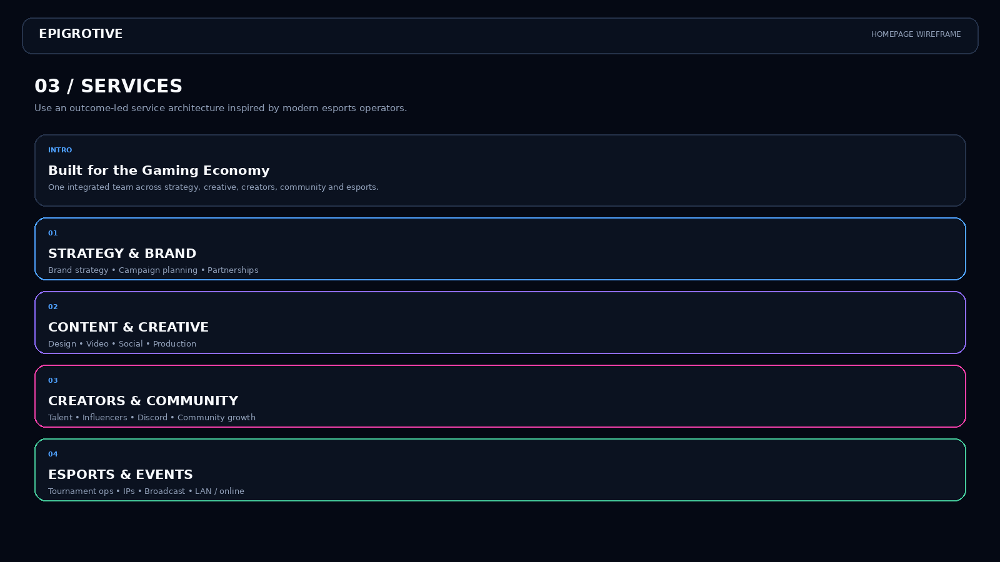 EPIGROTIVE
HOMEPAGE WIREFRAME
03 / SERVICES
Use an outcome-led service architecture inspired by modern esports operators.
INTRO
Built for the Gaming Economy
One integrated team across strategy, creative, creators, community and esports.
01
STRATEGY & BRAND
Brand strategy • Campaign planning • Partnerships
02
CONTENT & CREATIVE
Design • Video • Social • Production
03
CREATORS & COMMUNITY
Talent • Influencers • Discord • Community growth
04
ESPORTS & EVENTS
Tournament ops • IPs • Broadcast • LAN / online